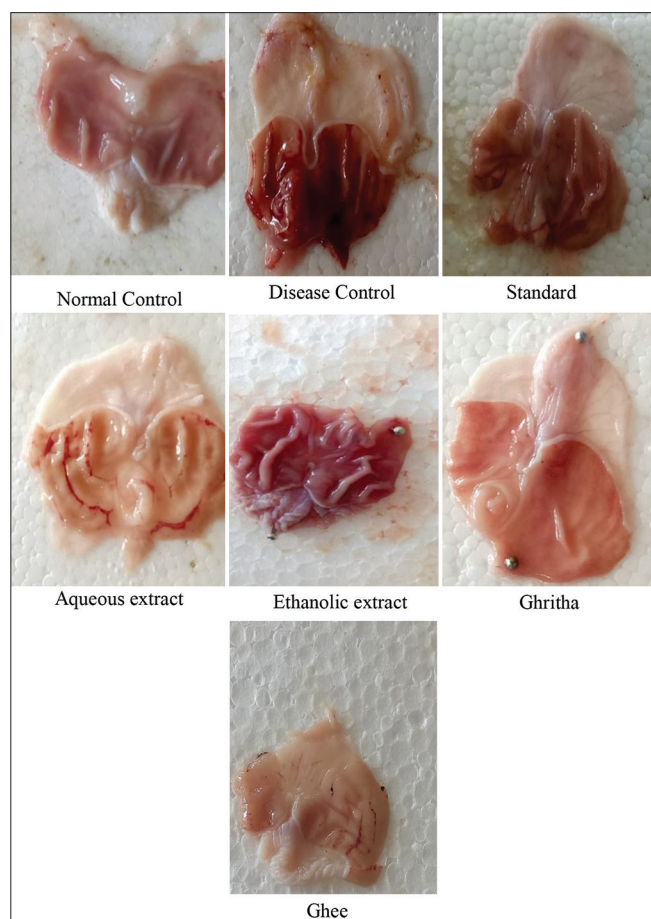 Normal Control
Disease Control
Standard
Aqueous extract
Ethanolic extract
Ghritha
Ghee